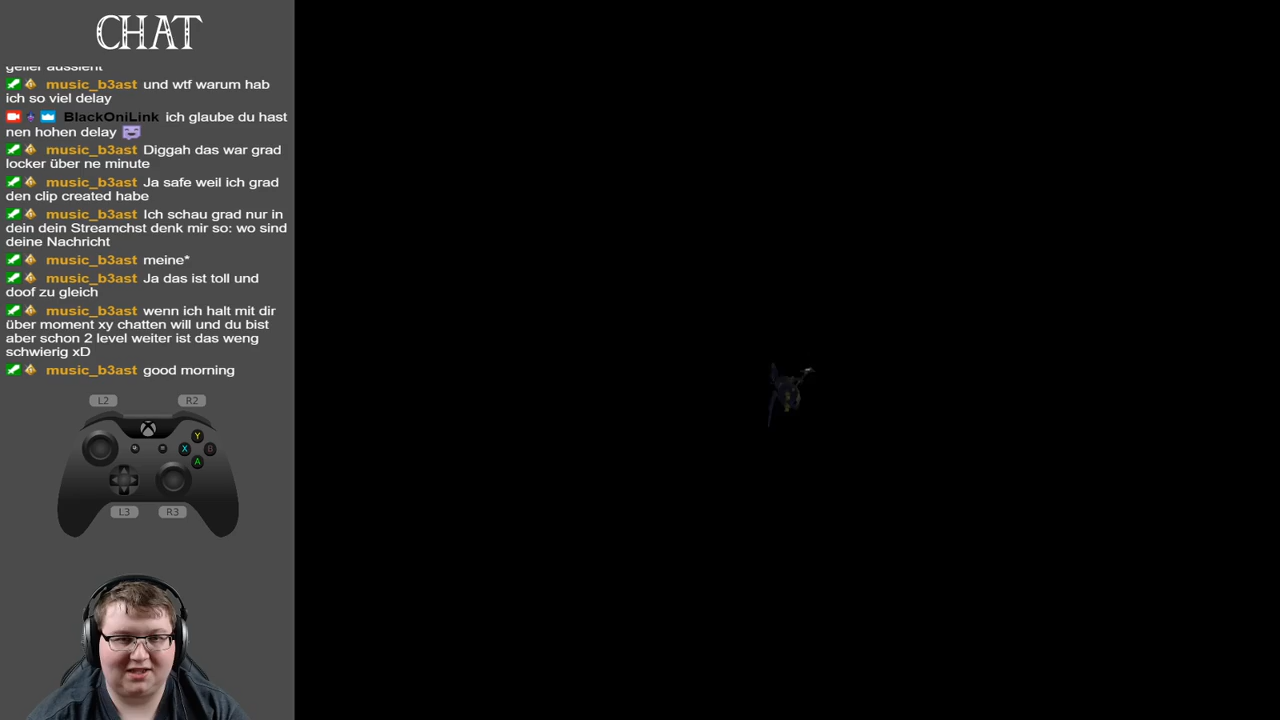 CHAT
geiler aussieht
music_b3ast und wtf warum hab
ich so viel delay
BlackOniLink ich glaube du hast
nen hohen delay
music_b3ast Diggah das war grad
locker über ne minute
music_b3ast Ja safe weil ich grad
den clip created habe
music_b3ast Ich schau grad nur in
dein dein Streamchst denk mir so: wo sind
deine Nachricht
music_b3ast meine*
music_b3ast Ja das ist toll und
doof zu gleich
music_b3ast wenn ich halt mit dir
über moment xy chatten will und du bist
aber schon 2 level weiter ist das weng
schwierig xD
music_b3ast good morning
L2 R2
Y
X B
A
L3 R3